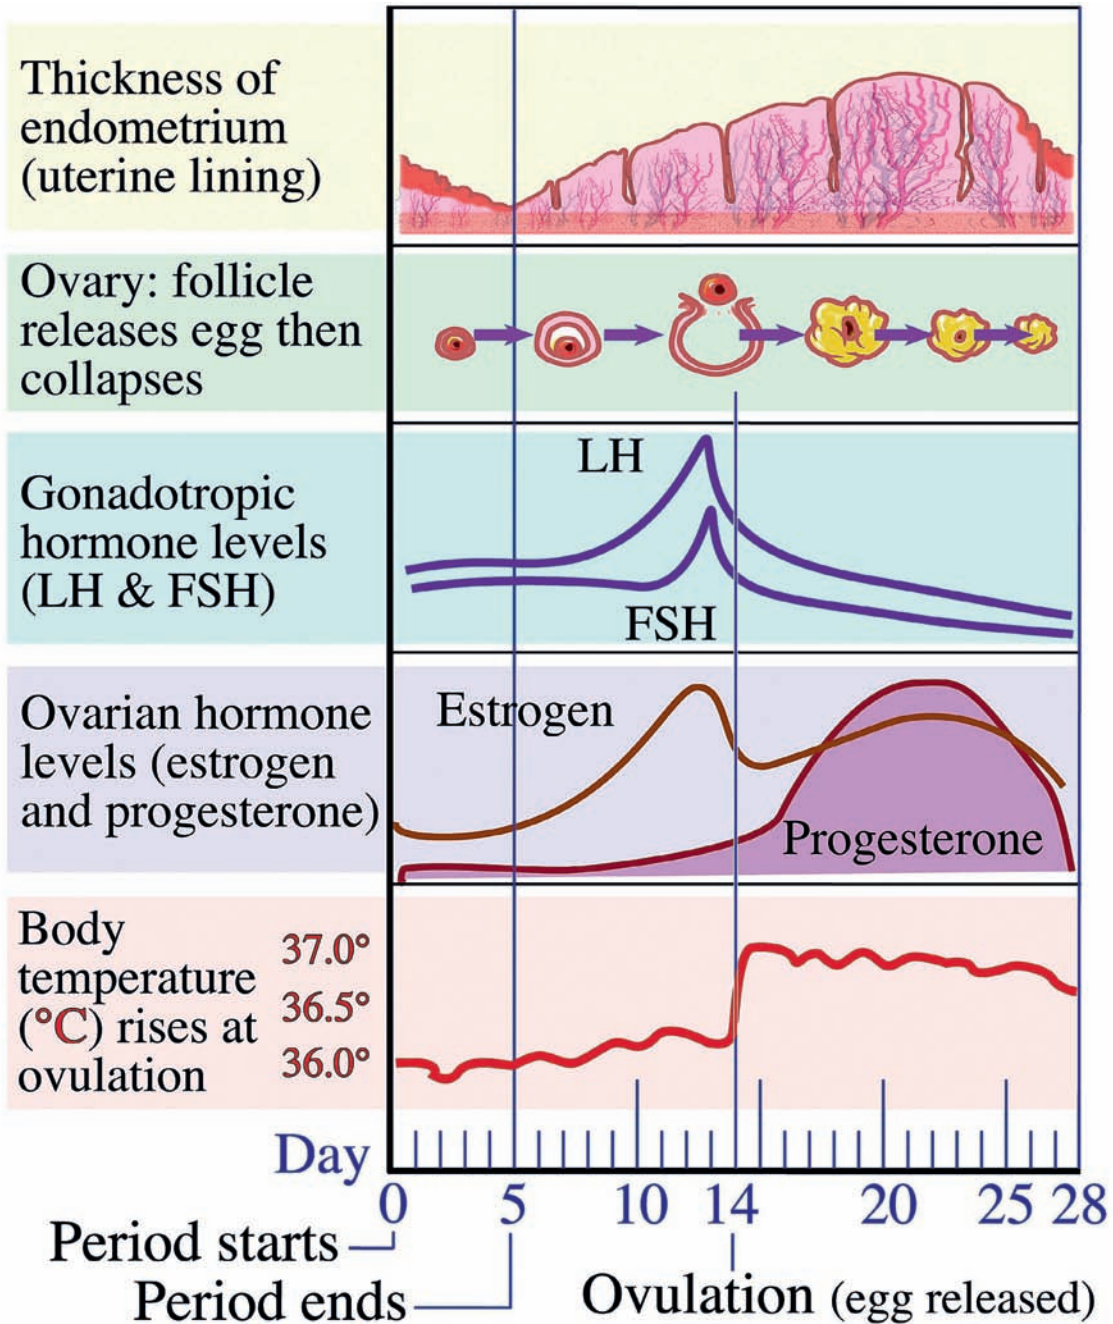 Thickness of
endometrium
(uterine lining)
Ovary: follicle
releases egg then
collapses
Gonadotropic
hormone levels
(LH & FSH)
LH
FSH
Ovarian hormone
levels (estrogen
and progesterone)
Estrogen
Progesterone
Body
temperature
(°C) rises at
ovulation
37.0°
36.5°
36.0°
Day
0 5 10 14 20 25 28
Period starts
Period ends
Ovulation (egg released)